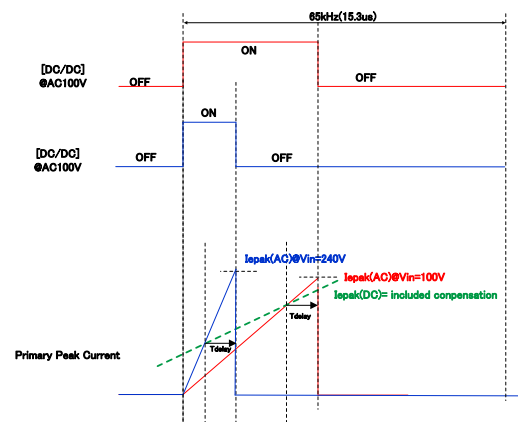 65kHz(15.3us)
ON
[DC/DC]
@AC100V
OFF
OFF
ON
[DC/DC]
@AC100V
OFF
OFF
Iepak(AC)@Vin=240V
Iepak(AC)@Vin=100V
Iepak(DC)= included conpensation
Tdelay
Tdelay
Primary Peak Current